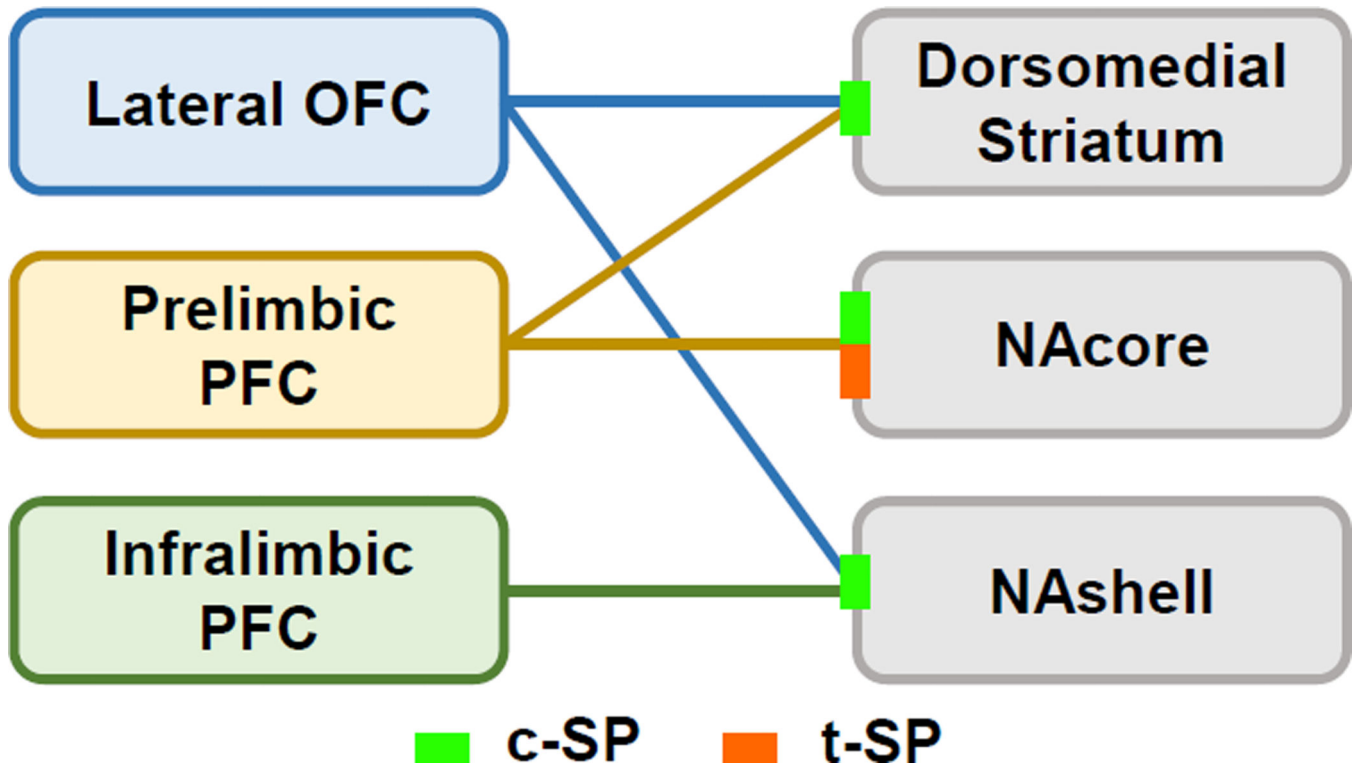 Lateral OFC
Dorsomedial
Striatum
Prelimbic
PFC
NAcore
Infralimbic
PFC
NAshell
c-SP
t-SP